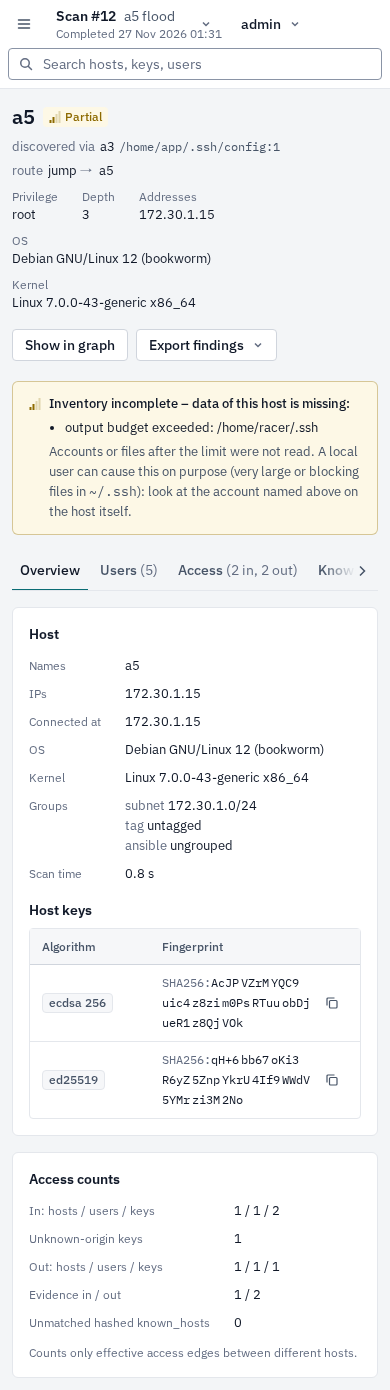 Scan #12 a5 flood
Completed 27 Nov 2026 01:31
admin
Search hosts, keys, users
a5 Partial
discovered via a3 /home/app/.ssh/config:1
route jump → a5
Privilege Depth Addresses
root 3 172.30.1.15
OS
Debian GNU/Linux 12 (bookworm)
Kernel
Linux 7.0.0-43-generic x86_64
Show in graph Export findings
Inventory incomplete – data of this host is missing:
• output budget exceeded: /home/racer/.ssh
Accounts or files after the limit were not read. A local
user can cause this on purpose (very large or blocking
files in ~/.ssh): look at the account named above on
the host itself.
Overview Users (5) Access (2 in, 2 out) Know
Host
Names a5
IPs 172.30.1.15
Connected at 172.30.1.15
OS Debian GNU/Linux 12 (bookworm)
Kernel Linux 7.0.0-43-generic x86_64
Groups subnet 172.30.1.0/24
tag untagged
ansible ungrouped
Scan time 0.8 s
Host keys
Algorithm Fingerprint
SHA256:AcJPVZrMYQC9
ecdsa 256 uic4z8zim0PsRTuuobDj
ueR1z8QjVOk
SHA256:qH+6bb67oKi3
ed25519 R6yZ5ZnpYkrU4If9WWdV
5YMrzi3M2No
Access counts
In: hosts / users / keys 1 / 1 / 2
Unknown-origin keys 1
Out: hosts / users / keys 1 / 1 / 1
Evidence in / out 1 / 2
Unmatched hashed known_hosts 0
Counts only effective access edges between different hosts.